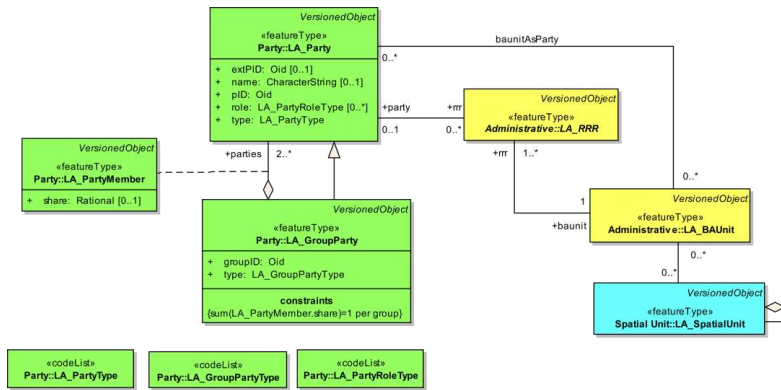 VersionedObject
«featureType»
Party::LA_Party
+ extPID: Oid [0..1]
+ name: CharacterString [0..1]
+ pID: Oid
+ role: LA_PartyRoleType [0..*]
+ type: LA_PartyType
baunitAsParty
0..*
0..*
+party
0..1
+rrr
0..*
VersionedObject
«featureType»
Administrative::LA_RRR
+rrr
1..*
1
+baunit
VersionedObject
«featureType»
Party::LA_PartyMember
+ share: Rational [0..1]
+parties
2..*
VersionedObject
«featureType»
Party::LA_GroupParty
+ groupID: Oid
+ type: LA_GroupPartyType
constraints
{sum(LA_PartyMember.share)=1 per group}
VersionedObject
«featureType»
Administrative::LA_BAUnit
0..*
0..*
VersionedObject
«featureType»
Spatial Unit::LA_SpatialUnit
«codeList»
Party::LA_PartyType
«codeList»
Party::LA_GroupPartyType
«codeList»
Party::LA_PartyRoleType